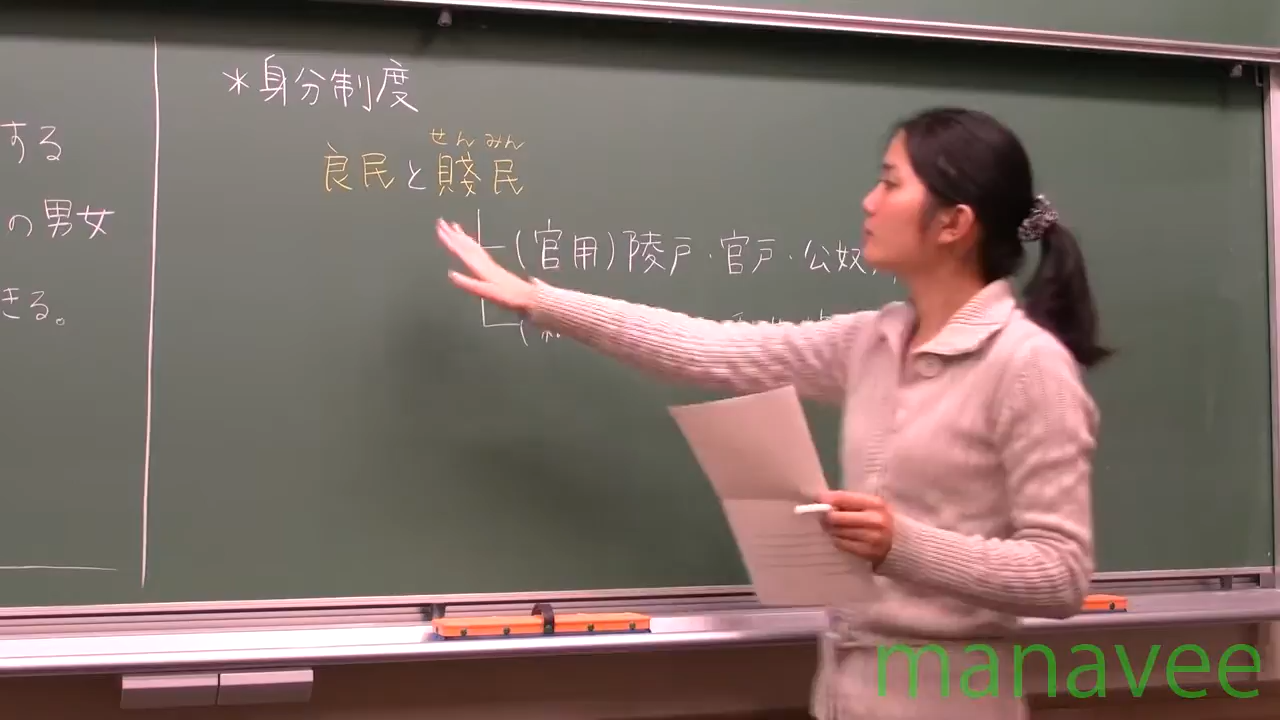 する
の男女
きる。
*身分制度
せんみん
良民と賤民
(官用)陵戸・官戸・公奴
manavee